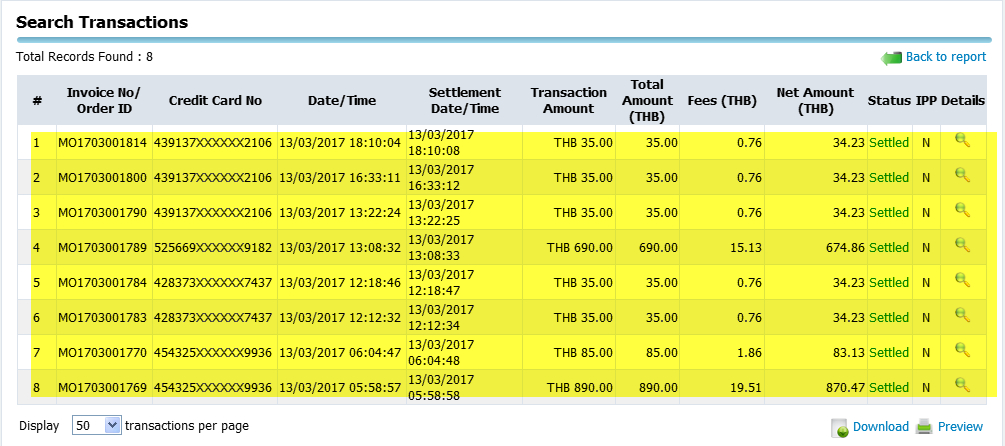 Search Transactions
Total Records Found : 8 Back to report
# Invoice No/ Order ID Credit Card No Date/Time Settlement Date/Time Transaction Amount Total Amount (THB) Fees (THB) Net Amount (THB) Status IPP Details
1 MO1703001814 439137XXXXXX2106 13/03/2017 18:10:04 13/03/2017 18:10:08 THB 35.00 35.00 0.76 34.23 Settled N
2 MO1703001800 439137XXXXXX2106 13/03/2017 16:33:11 13/03/2017 16:33:12 THB 35.00 35.00 0.76 34.23 Settled N
3 MO1703001790 439137XXXXXX2106 13/03/2017 13:22:24 13/03/2017 13:22:25 THB 35.00 35.00 0.76 34.23 Settled N
4 MO1703001789 525669XXXXXX9182 13/03/2017 13:08:32 13/03/2017 13:08:33 THB 690.00 690.00 15.13 674.86 Settled N
5 MO1703001784 428373XXXXXX7437 13/03/2017 12:18:46 13/03/2017 12:18:47 THB 35.00 35.00 0.76 34.23 Settled N
6 MO1703001783 428373XXXXXX7437 13/03/2017 12:12:32 13/03/2017 12:12:34 THB 35.00 35.00 0.76 34.23 Settled N
7 MO1703001770 454325XXXXXX9936 13/03/2017 06:04:47 13/03/2017 06:04:48 THB 85.00 85.00 1.86 83.13 Settled N
8 MO1703001769 454325XXXXXX9936 13/03/2017 05:58:57 13/03/2017 05:58:58 THB 890.00 890.00 19.51 870.47 Settled N
Display 50 transactions per page Download Preview